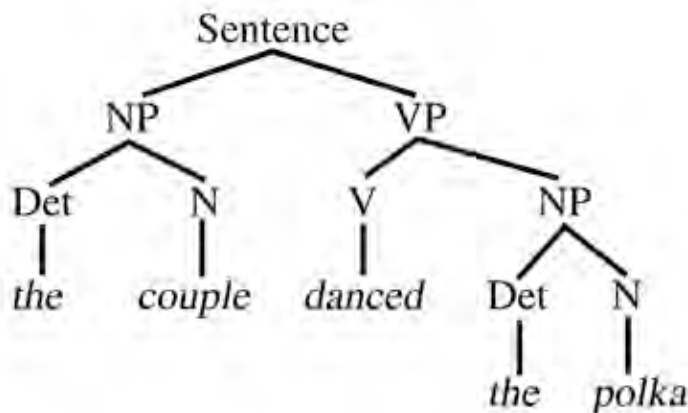 Sentence
NP VP
Det N V NP
the couple danced Det N
the polka